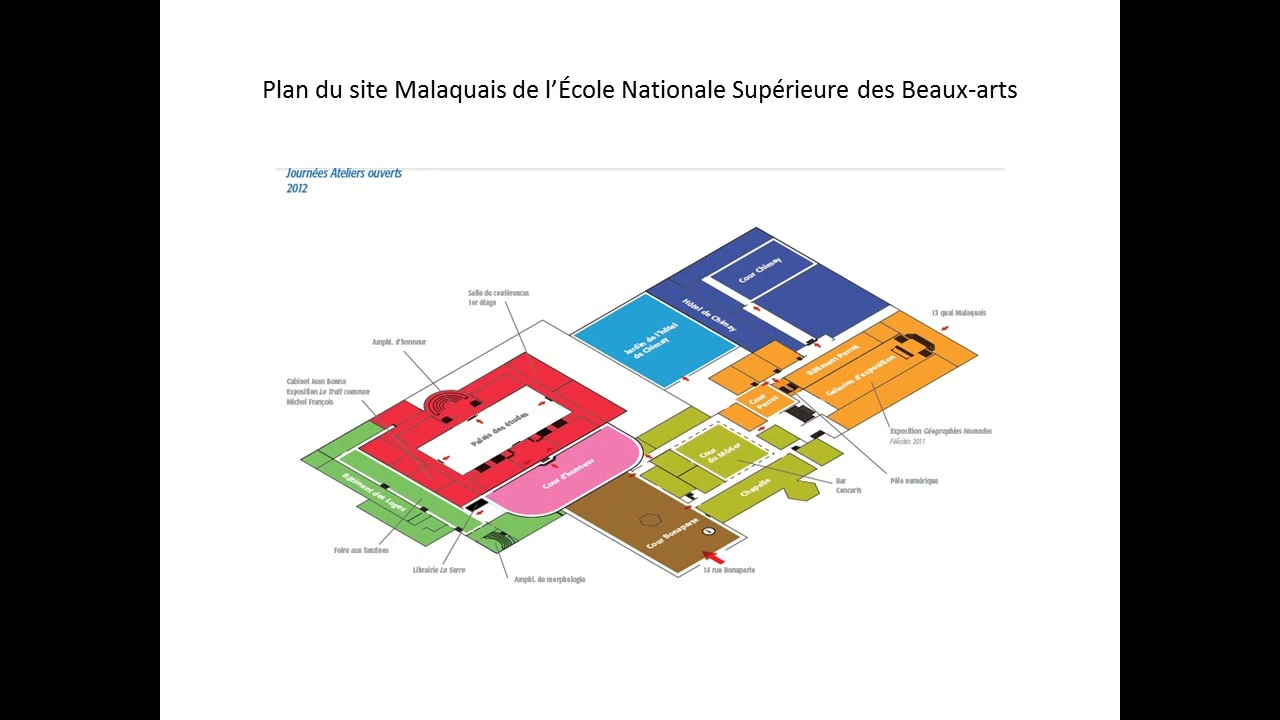 Plan du site Malaquais de l’École Nationale Supérieure des Beaux-arts
Journées Ateliers ouverts
2012
Cour Chimay
Hôtel de Chimay
Jardin de l'hôtel
de Chimay
Salle de conférences
1er étage
13 quai Malaquais
Amphi. d'honneur
Bâtiment Perret
Galeries d'exposition
Cabinet Jean Bonna
Exposition Le Trait commun
Michel François
Cour
Perret
Palais des études
Exposition Géographies Nomades
Félicités 2011
Cour
du Mûrier
Cour d'honneur
Bâtiment des Loges
Chapelle
Bar
Concerts
Pôle numérique
Cour Bonaparte
i
Foire aux fanzines
Librairie La Serre
Amphi. de morphologie
14 rue Bonaparte